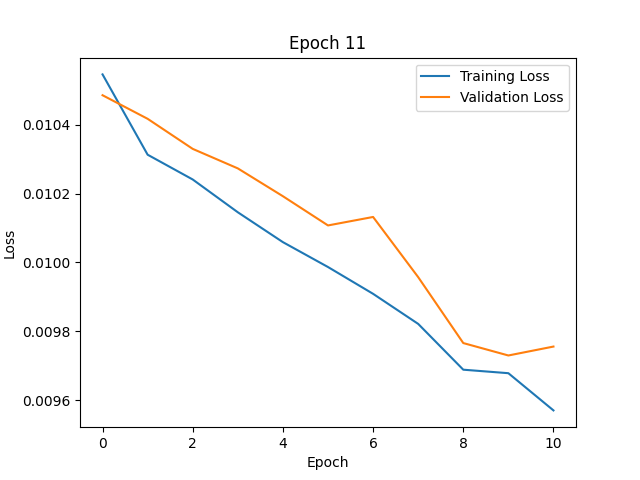 Epoch 11
Training Loss
Validation Loss
0.0104
0.0102
0.0100
0.0098
0.0096
Loss
0 2 4 6 8 10
Epoch